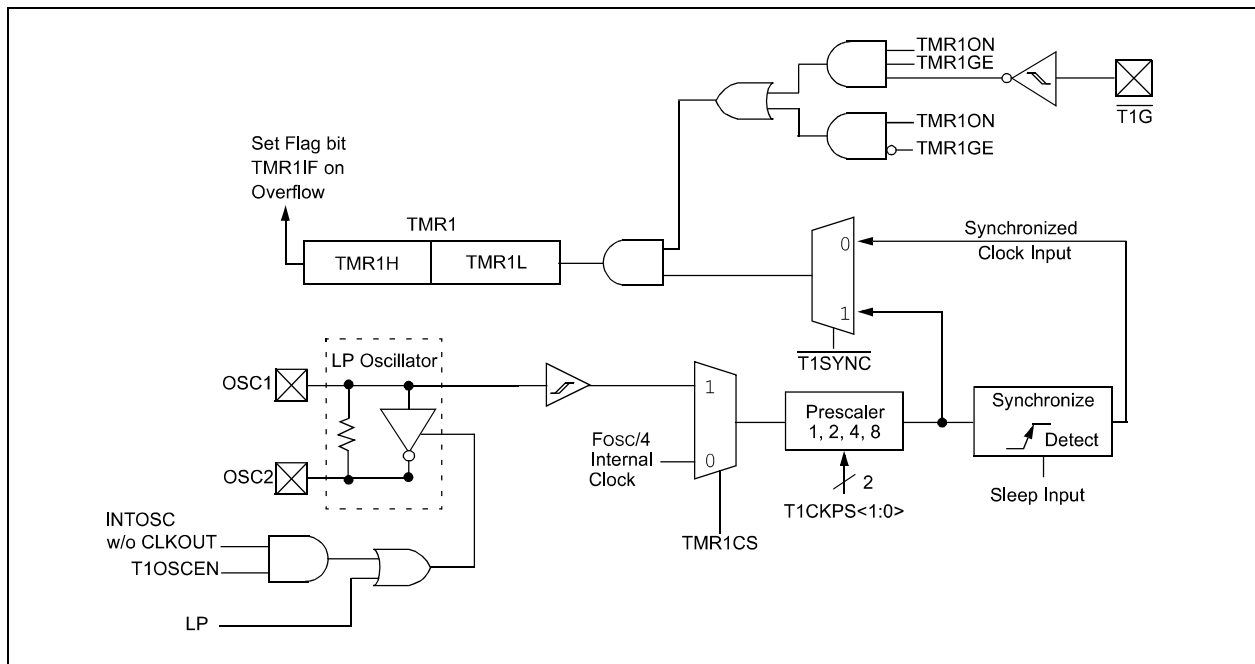 TMR1ON
TMR1GE
T1G
TMR1ON
TMR1GE
Set Flag bit
TMR1IF on
Overflow
TMR1
TMR1H
TMR1L
0
1
Synchronized
Clock Input
T1SYNC
LP Oscillator
OSC1
OSC2
1
0
FOSC/4
Internal
Clock
TMR1CS
Prescaler
1, 2, 4, 8
2
T1CKPS<1:0>
Synchronize
Detect
Sleep Input
INTOSC
w/o CLKOUT
T1OSCEN
LP